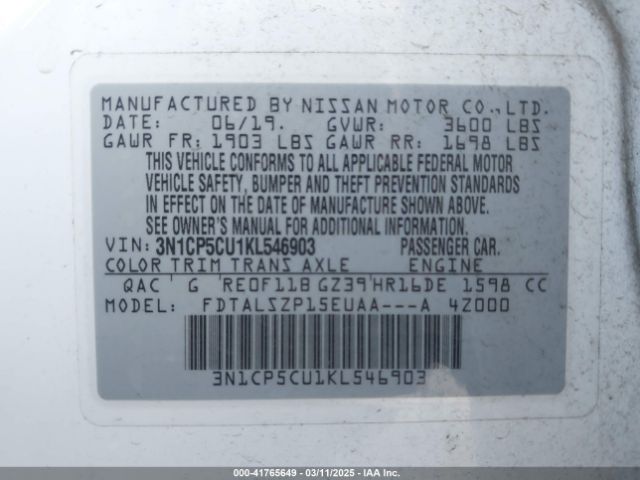 MANUFACTURED BY NISSAN MOTOR CO.,LTD.
DATE: 06/19. GVWR: 3600 LBS
GAWR FR: 1903 LBS GAWR RR: 1698 LBS
THIS VEHICLE CONFORMS TO ALL APPLICABLE FEDERAL MOTOR
VEHICLE SAFETY, BUMPER AND THEFT PREVENTION STANDARDS
IN EFFECT ON THE DATE OF MANUFACTURE SHOWN ABOVE.
SEE OWNER'S MANUAL FOR ADDITIONAL INFORMATION.
VIN: 3N1CP5CU1KL546903 PASSENGER CAR.
COLOR TRIM TRANS AXLE ENGINE
QAC G RE0F11B GZ39 HR16DE 1598 CC
MODEL: FDTALSZP15EUAA---A 4Z000
3N1CP5CU1KL546903
000-41765649 - 03/11/2025 - IAA Inc.